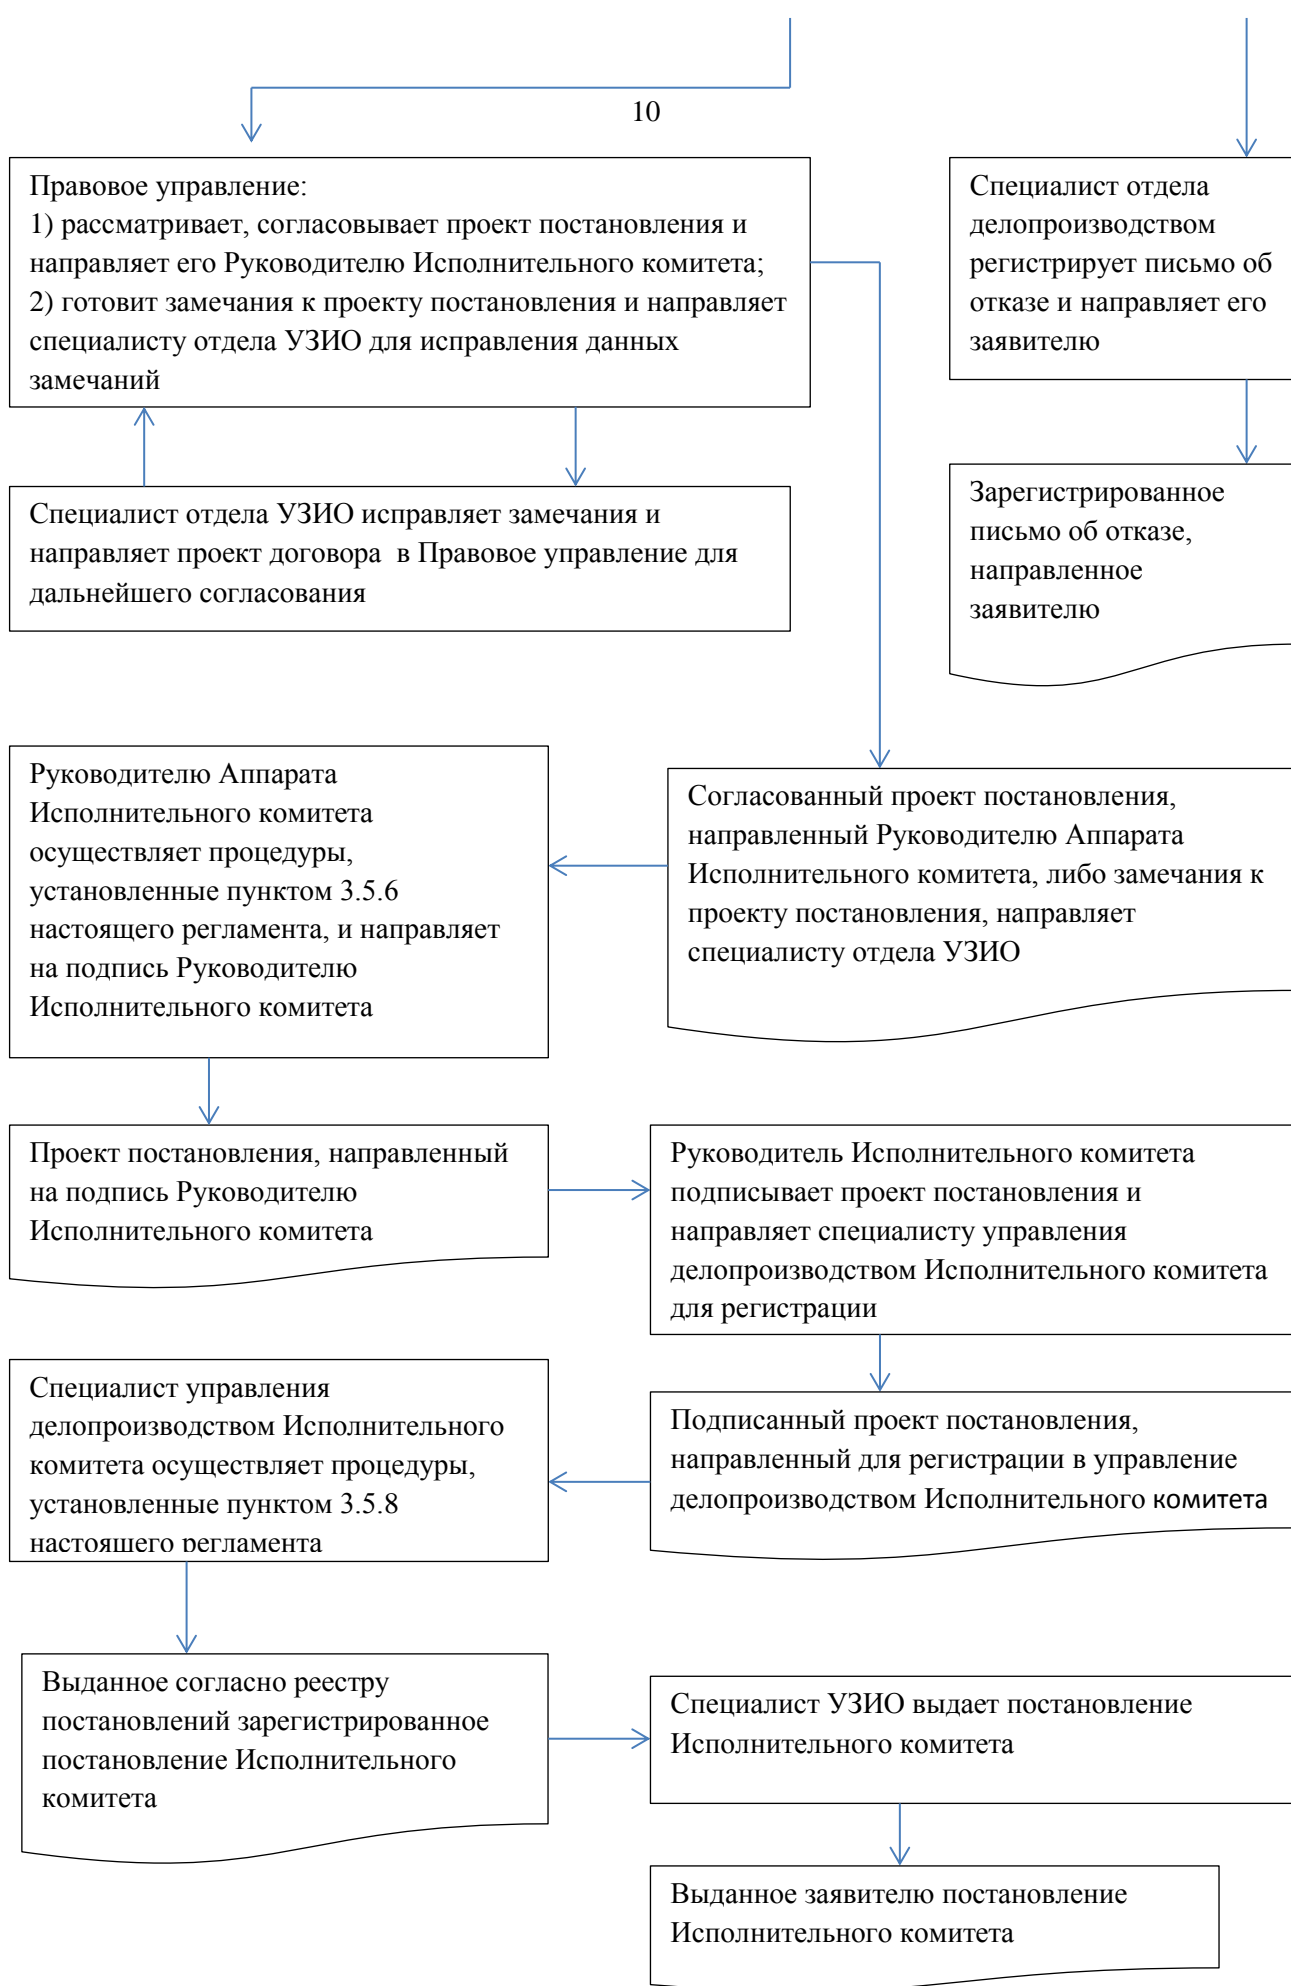 10
Правовое управление:
1) рассматривает, согласовывает проект постановления и
направляет его Руководителю Исполнительного комитета;
2) готовит замечания к проекту постановления и направляет
специалисту отдела УЗИО для исправления данных
замечаний
Специалист отдела
делопроизводством
регистрирует письмо об
отказе и направляет его
заявителю
Специалист отдела УЗИО исправляет замечания и
направляет проект договора  в Правовое управление для
дальнейшего согласования
Зарегистрированное
письмо об отказе,
направленное
заявителю
Руководителю Аппарата
Исполнительного комитета
осуществляет процедуры,
установленные пунктом 3.5.6
настоящего регламента, и направляет
на подпись Руководителю
Исполнительного комитета
Согласованный проект постановления,
направленный Руководителю Аппарата
Исполнительного комитета, либо замечания к
проекту постановления, направляет
специалисту отдела УЗИО
Проект постановления, направленный
на подпись Руководителю
Исполнительного комитета
Руководитель Исполнительного комитета
подписывает проект постановления и
направляет специалисту управления
делопроизводством Исполнительного комитета
для регистрации
Специалист управления
делопроизводством Исполнительного
комитета осуществляет процедуры,
установленные пунктом 3.5.8
настоящего регламента
Подписанный проект постановления,
направленный для регистрации в управление
делопроизводством Исполнительного комитета
Выданное согласно реестру
постановлений зарегистрированное
постановление Исполнительного
комитета
Специалист УЗИО выдает постановление
Исполнительного комитета
Выданное заявителю постановление
Исполнительного комитета